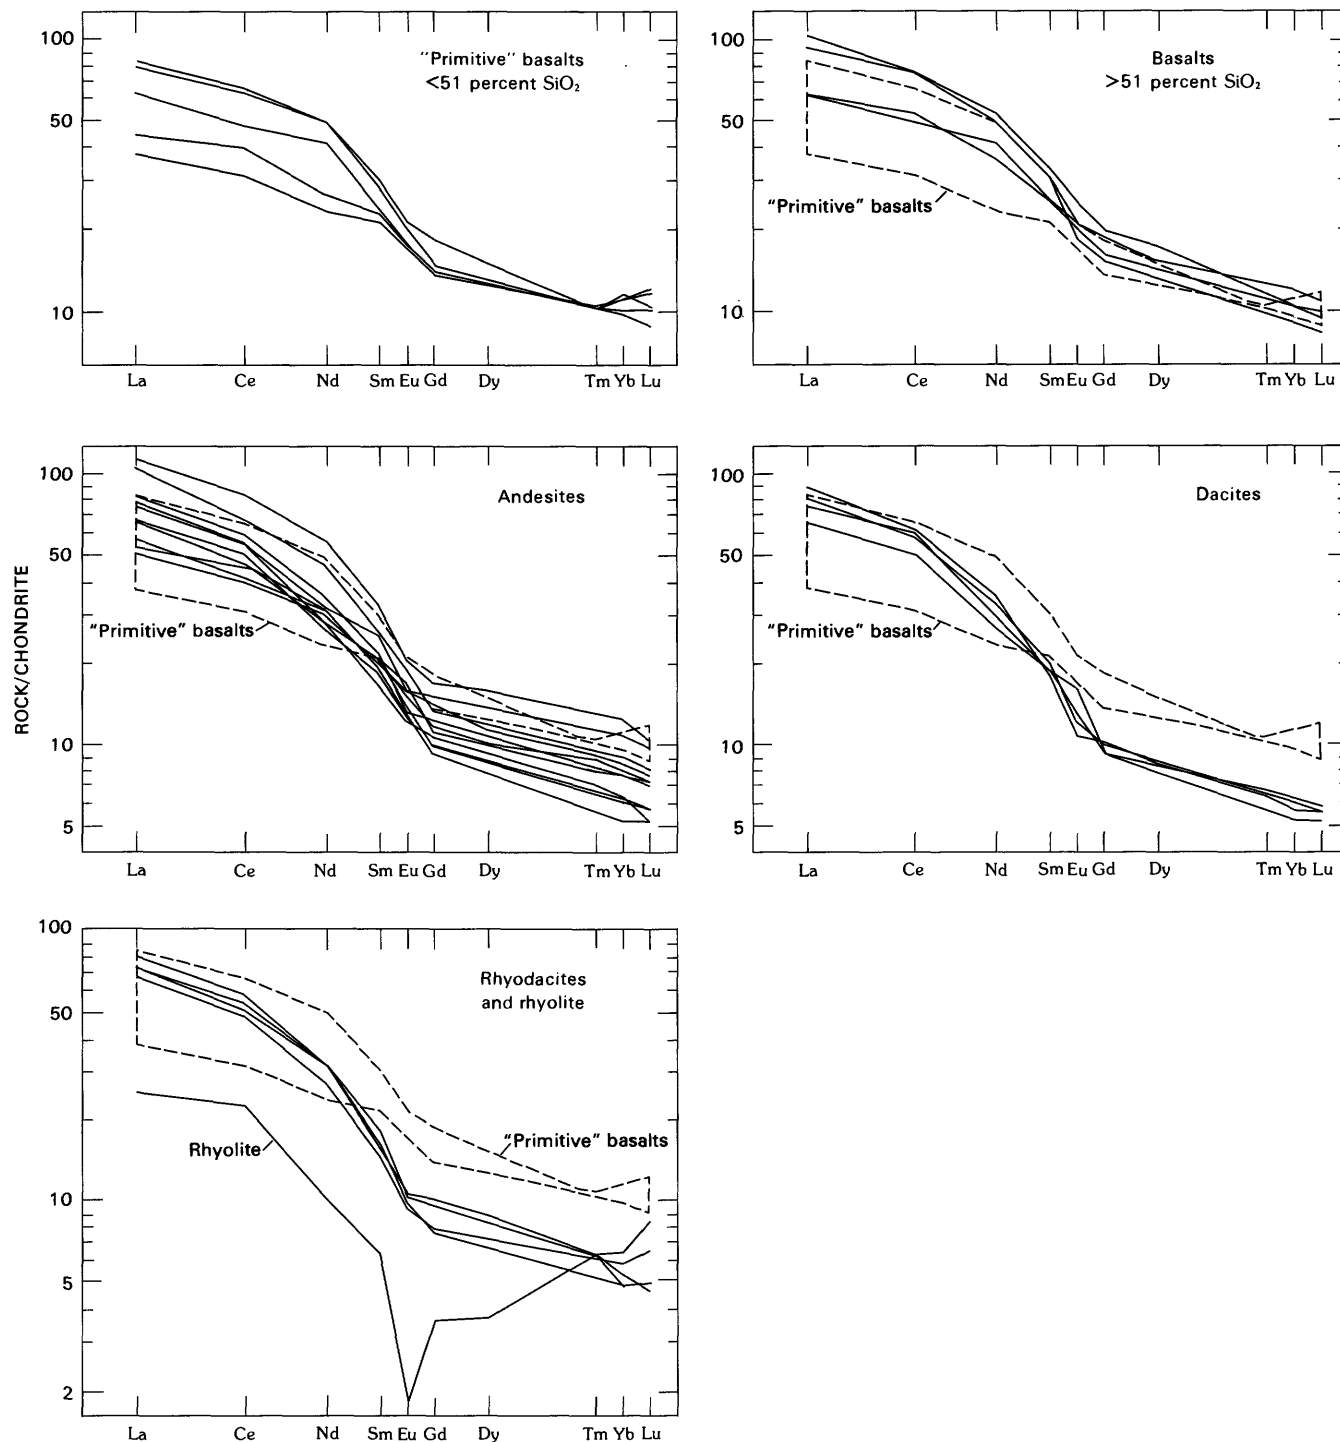 ROCK/CHONDRITE
"Primitive" basalts
<51 percent SiO₂
100
50
10
La Ce Nd Sm Eu Gd Dy Tm Yb Lu
Basalts
>51 percent SiO₂
"Primitive" basalts
100
50
10
La Ce Nd Sm Eu Gd Dy Tm Yb Lu
Andesites
"Primitive" basalts
100
50
10
5
La Ce Nd Sm Eu Gd Dy Tm Yb Lu
Dacites
"Primitive" basalts
100
50
10
5
La Ce Nd Sm Eu Gd Dy Tm Yb Lu
Rhyodacites
and rhyolite
"Primitive" basalts
Rhyolite
100
50
10
5
2
La Ce Nd Sm Eu Gd Dy Tm Yb Lu